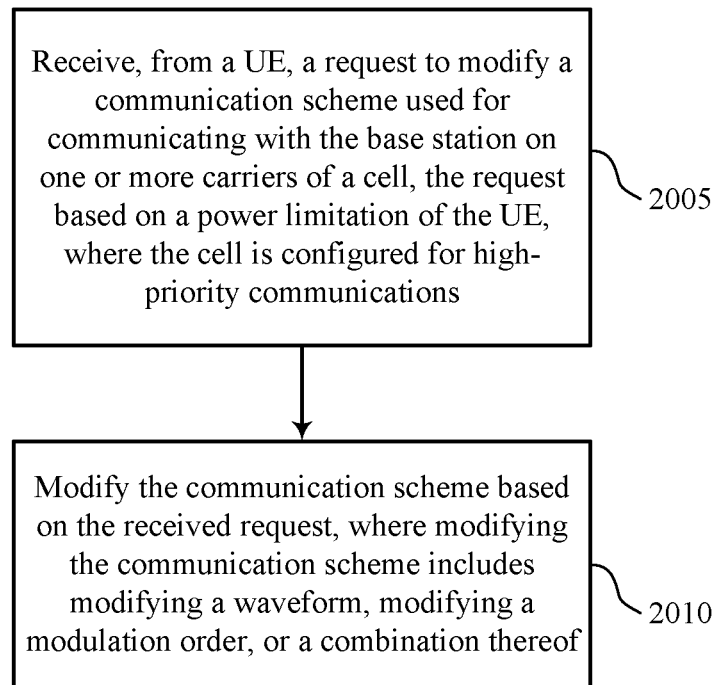 Receive, from a UE, a request to modify a
communication scheme used for
communicating with the base station on
one or more carriers of a cell, the request
based on a power limitation of the UE,
where the cell is configured for high-
priority communications
2005
Modify the communication scheme based
on the received request, where modifying
the communication scheme includes
modifying a waveform, modifying a
modulation order, or a combination thereof
2010